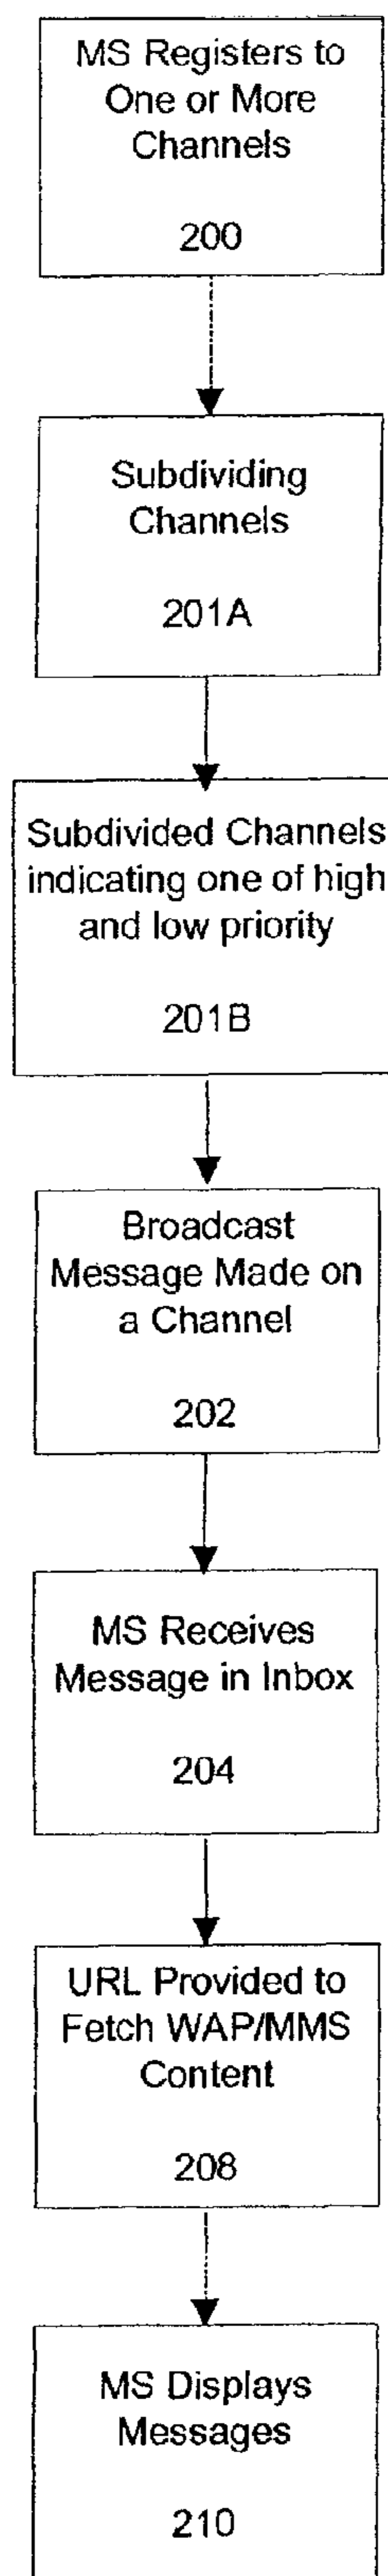 MS Registers to
One or More
Channels
200
Subdividing
Channels
201A
Subdivided Channels
indicating one of high
and low priority
201B
Broadcast
Message Made on
a Channel
202
MS Receives
Message in Inbox
204
URL Provided to
Fetch WAP/MMS
Content
208
MS Displays
Messages
210